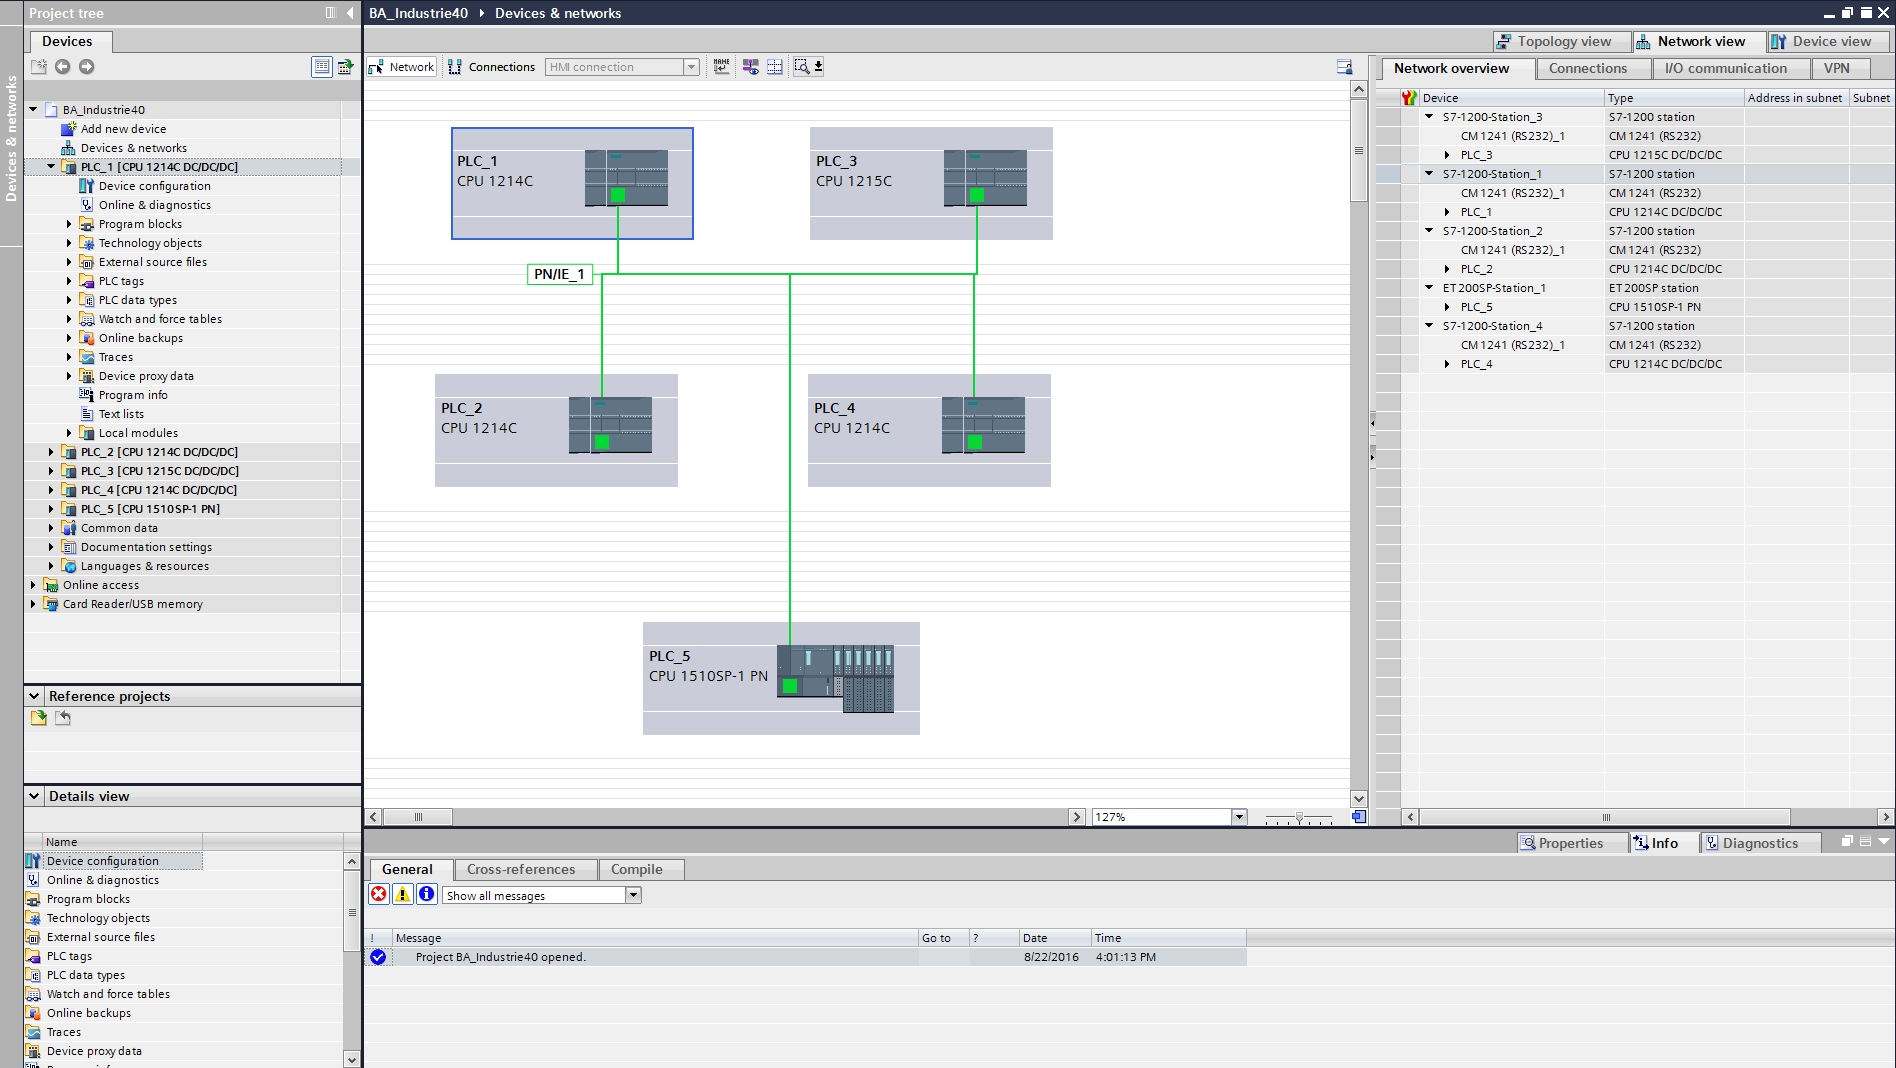 Project tree
BA_Industrie40 Devices & networks
Devices & networks
Devices
Topology view
Network view
Device view
BA_Industrie40
Add new device
Devices & networks
PLC_1 [CPU 1214C DC/DC/DC]
Device configuration
Online & diagnostics
Program blocks
Technology objects
External source files
PLC tags
PLC data types
Watch and force tables
Online backups
Traces
Device proxy data
Program info
Text lists
Local modules
PLC_2 [CPU 1214C DC/DC/DC]
PLC_3 [CPU 1215C DC/DC/DC]
PLC_4 [CPU 1214C DC/DC/DC]
PLC_5 [CPU 1510SP-1 PN]
Common data
Documentation settings
Languages & resources
Online access
Card Reader/USB memory
Reference projects
Details view
Name
Device configuration
Online & diagnostics
Program blocks
Technology objects
External source files
PLC tags
PLC data types
Watch and force tables
Online backups
Traces
Device proxy data
Network Connections HMI connection
PLC_1
CPU 1214C
PLC_3
CPU 1215C
PN/IE_1
PLC_2
CPU 1214C
PLC_4
CPU 1214C
PLC_5
CPU 1510SP-1 PN
127%
Network overview Connections I/O communication VPN
Device Type Address in subnet Subnet
S7-1200-Station_3 S7-1200 station
CM 1241 (RS232)_1 CM 1241 (RS232)
PLC_3 CPU 1215C DC/DC/DC
S7-1200-Station_1 S7-1200 station
CM 1241 (RS232)_1 CM 1241 (RS232)
PLC_1 CPU 1214C DC/DC/DC
S7-1200-Station_2 S7-1200 station
CM 1241 (RS232)_1 CM 1241 (RS232)
PLC_2 CPU 1214C DC/DC/DC
ET 200SP-Station_1 ET 200SP station
PLC_5 CPU 1510SP-1 PN
S7-1200-Station_4 S7-1200 station
CM 1241 (RS232)_1 CM 1241 (RS232)
PLC_4 CPU 1214C DC/DC/DC
Properties Info Diagnostics
General Cross-references Compile
Show all messages
! Message Go to ? Date Time
Project BA_Industrie40 opened. 8/22/2016 4:01:13 PM